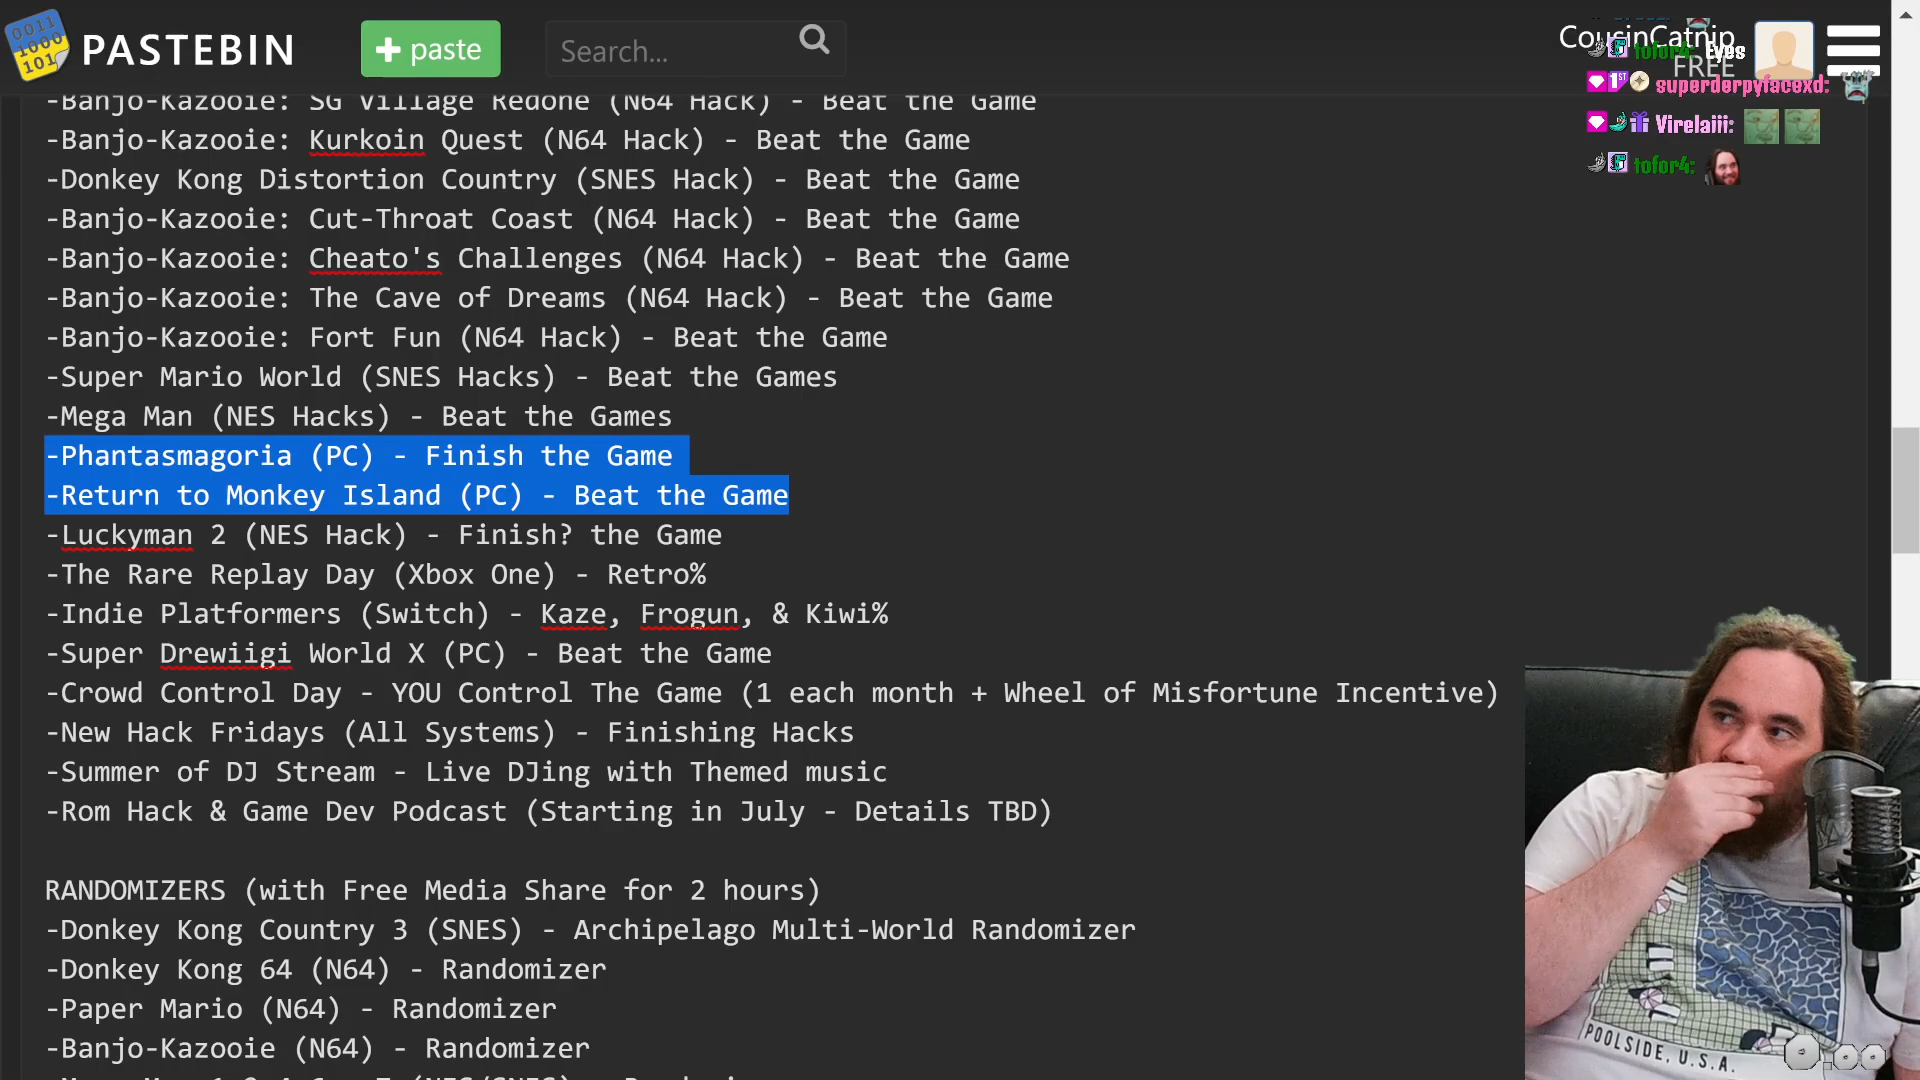 0011
1000
101
PASTEBIN
+ paste
Search...
CousinCatnip
FREE
tofor4: Eyes
1ST superderpyfacexd:
Virelaiii:
tofor4:
-Banjo-Kazooie: SG Village Redone (N64 Hack) - Beat the Game
-Banjo-Kazooie: Kurkoin Quest (N64 Hack) - Beat the Game
-Donkey Kong Distortion Country (SNES Hack) - Beat the Game
-Banjo-Kazooie: Cut-Throat Coast (N64 Hack) - Beat the Game
-Banjo-Kazooie: Cheato's Challenges (N64 Hack) - Beat the Game
-Banjo-Kazooie: The Cave of Dreams (N64 Hack) - Beat the Game
-Banjo-Kazooie: Fort Fun (N64 Hack) - Beat the Game
-Super Mario World (SNES Hacks) - Beat the Games
-Mega Man (NES Hacks) - Beat the Games
-Phantasmagoria (PC) - Finish the Game
-Return to Monkey Island (PC) - Beat the Game
-Luckyman 2 (NES Hack) - Finish? the Game
-The Rare Replay Day (Xbox One) - Retro%
-Indie Platformers (Switch) - Kaze, Frogun, & Kiwi%
-Super Drewiigi World X (PC) - Beat the Game
-Crowd Control Day - YOU Control The Game (1 each month + Wheel of Misfortune Incentive)
-New Hack Fridays (All Systems) - Finishing Hacks
-Summer of DJ Stream - Live DJing with Themed music
-Rom Hack & Game Dev Podcast (Starting in July - Details TBD)
RANDOMIZERS (with Free Media Share for 2 hours)
-Donkey Kong Country 3 (SNES) - Archipelago Multi-World Randomizer
-Donkey Kong 64 (N64) - Randomizer
-Paper Mario (N64) - Randomizer
-Banjo-Kazooie (N64) - Randomizer
POOLSIDE, U.S.A.
0.00